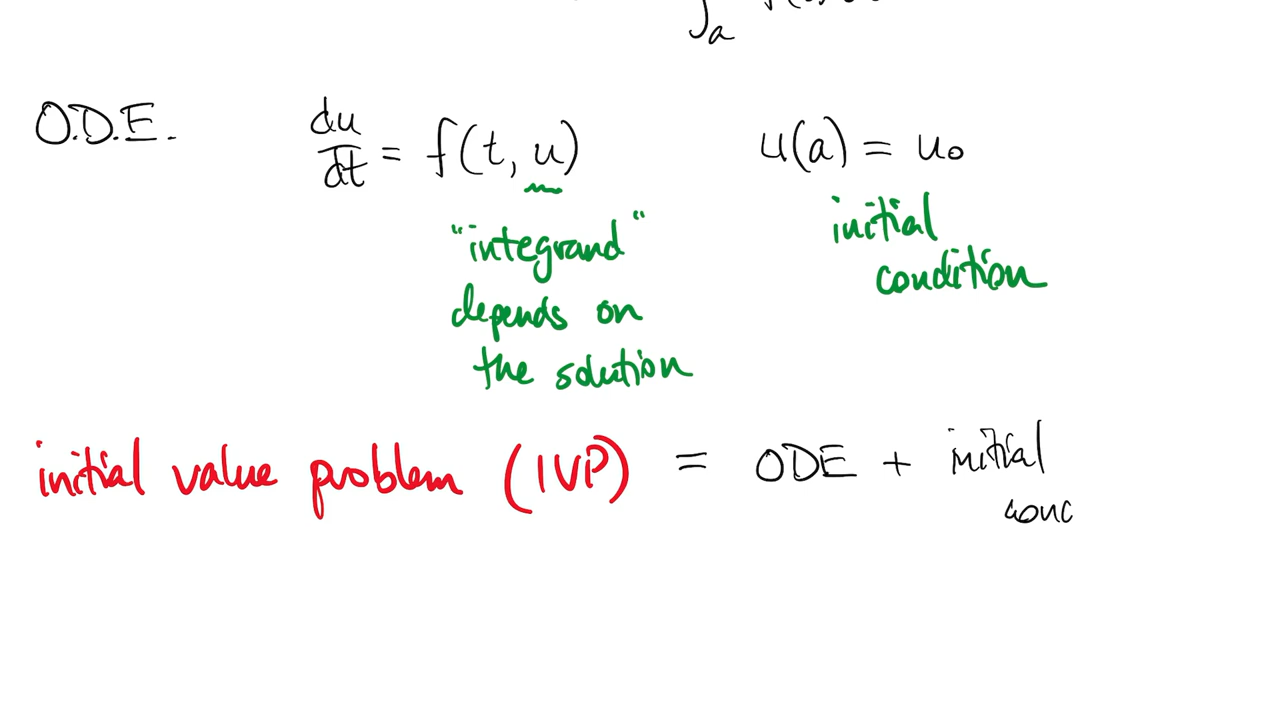 ∫ₐ
O.D.E. du/dt = f(t, u) u(a) = u₀
"integrand"
depends on
the solution
initial
condition
initial value problem (IVP) = ODE + initial
conc